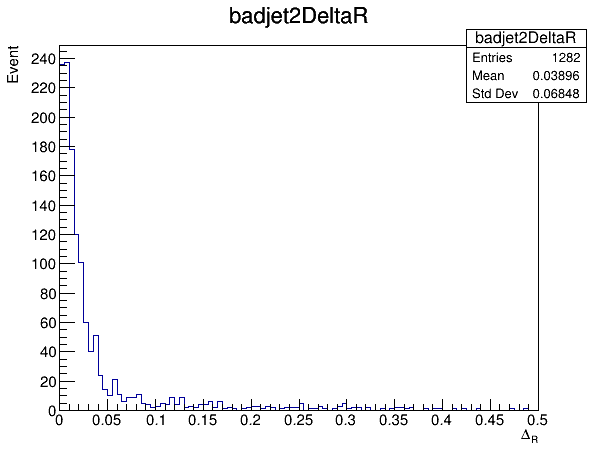 badjet2DeltaR
badjet2DeltaR
Entries 1282
Mean 0.03896
Std Dev 0.06848
Event
240
220
200
180
160
140
120
100
80
60
40
20
0
0 0.05 0.1 0.15 0.2 0.25 0.3 0.35 0.4 0.45 0.5
Δ_R